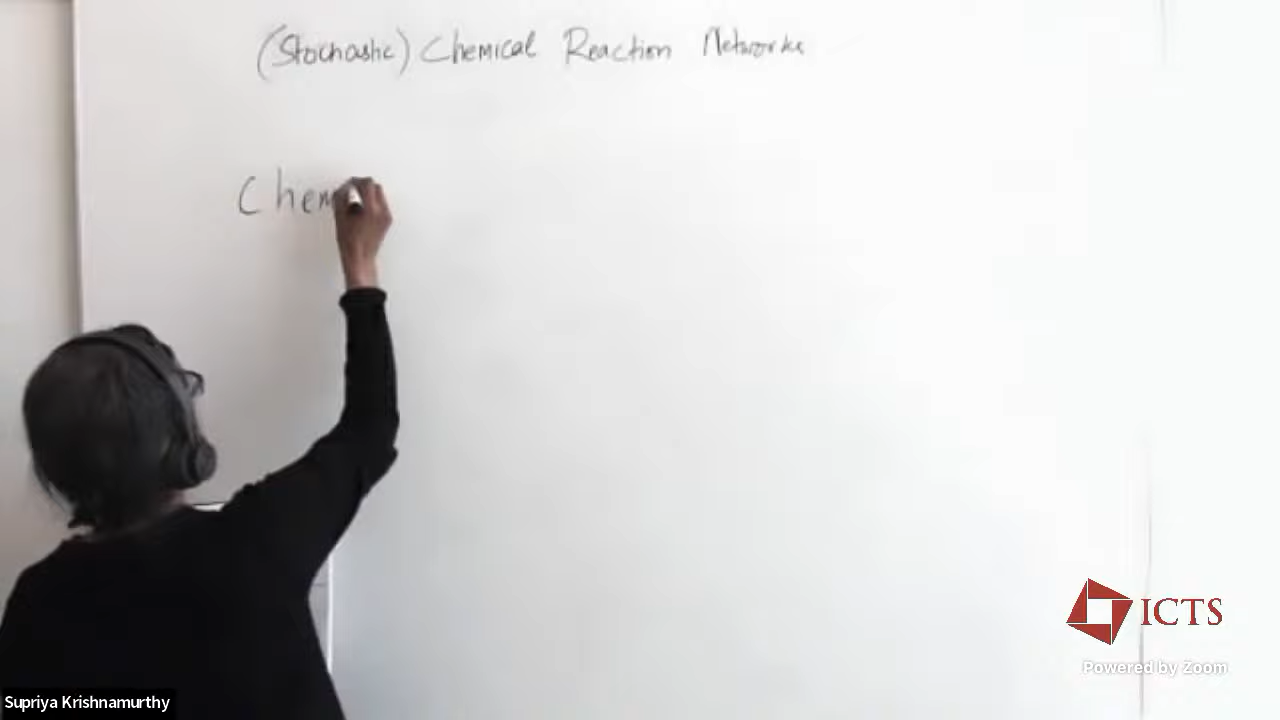 (Stochastic) Chemical Reaction Networks
Chem
ICTS
Powered by Zoom
Supriya Krishnamurthy